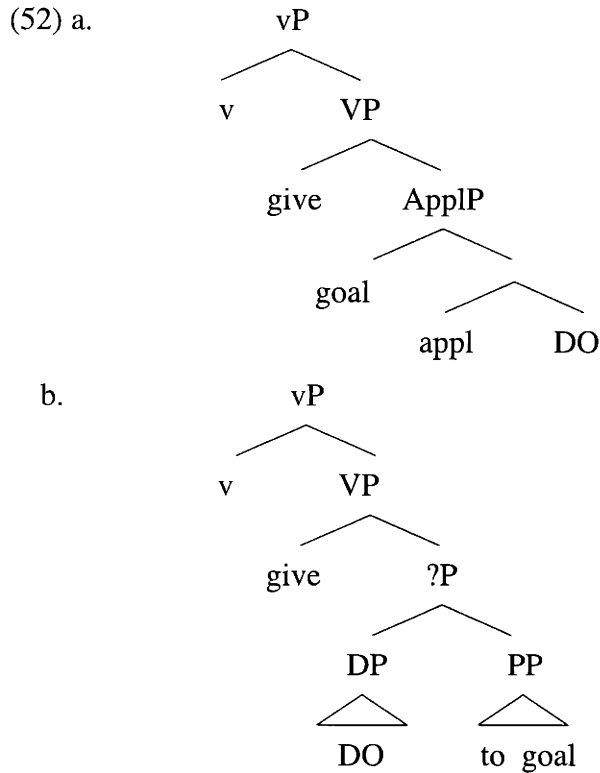 (52) a. vP
v VP
give ApplP
goal
appl DO
b. vP
v VP
give ?P
DP PP
DO to goal